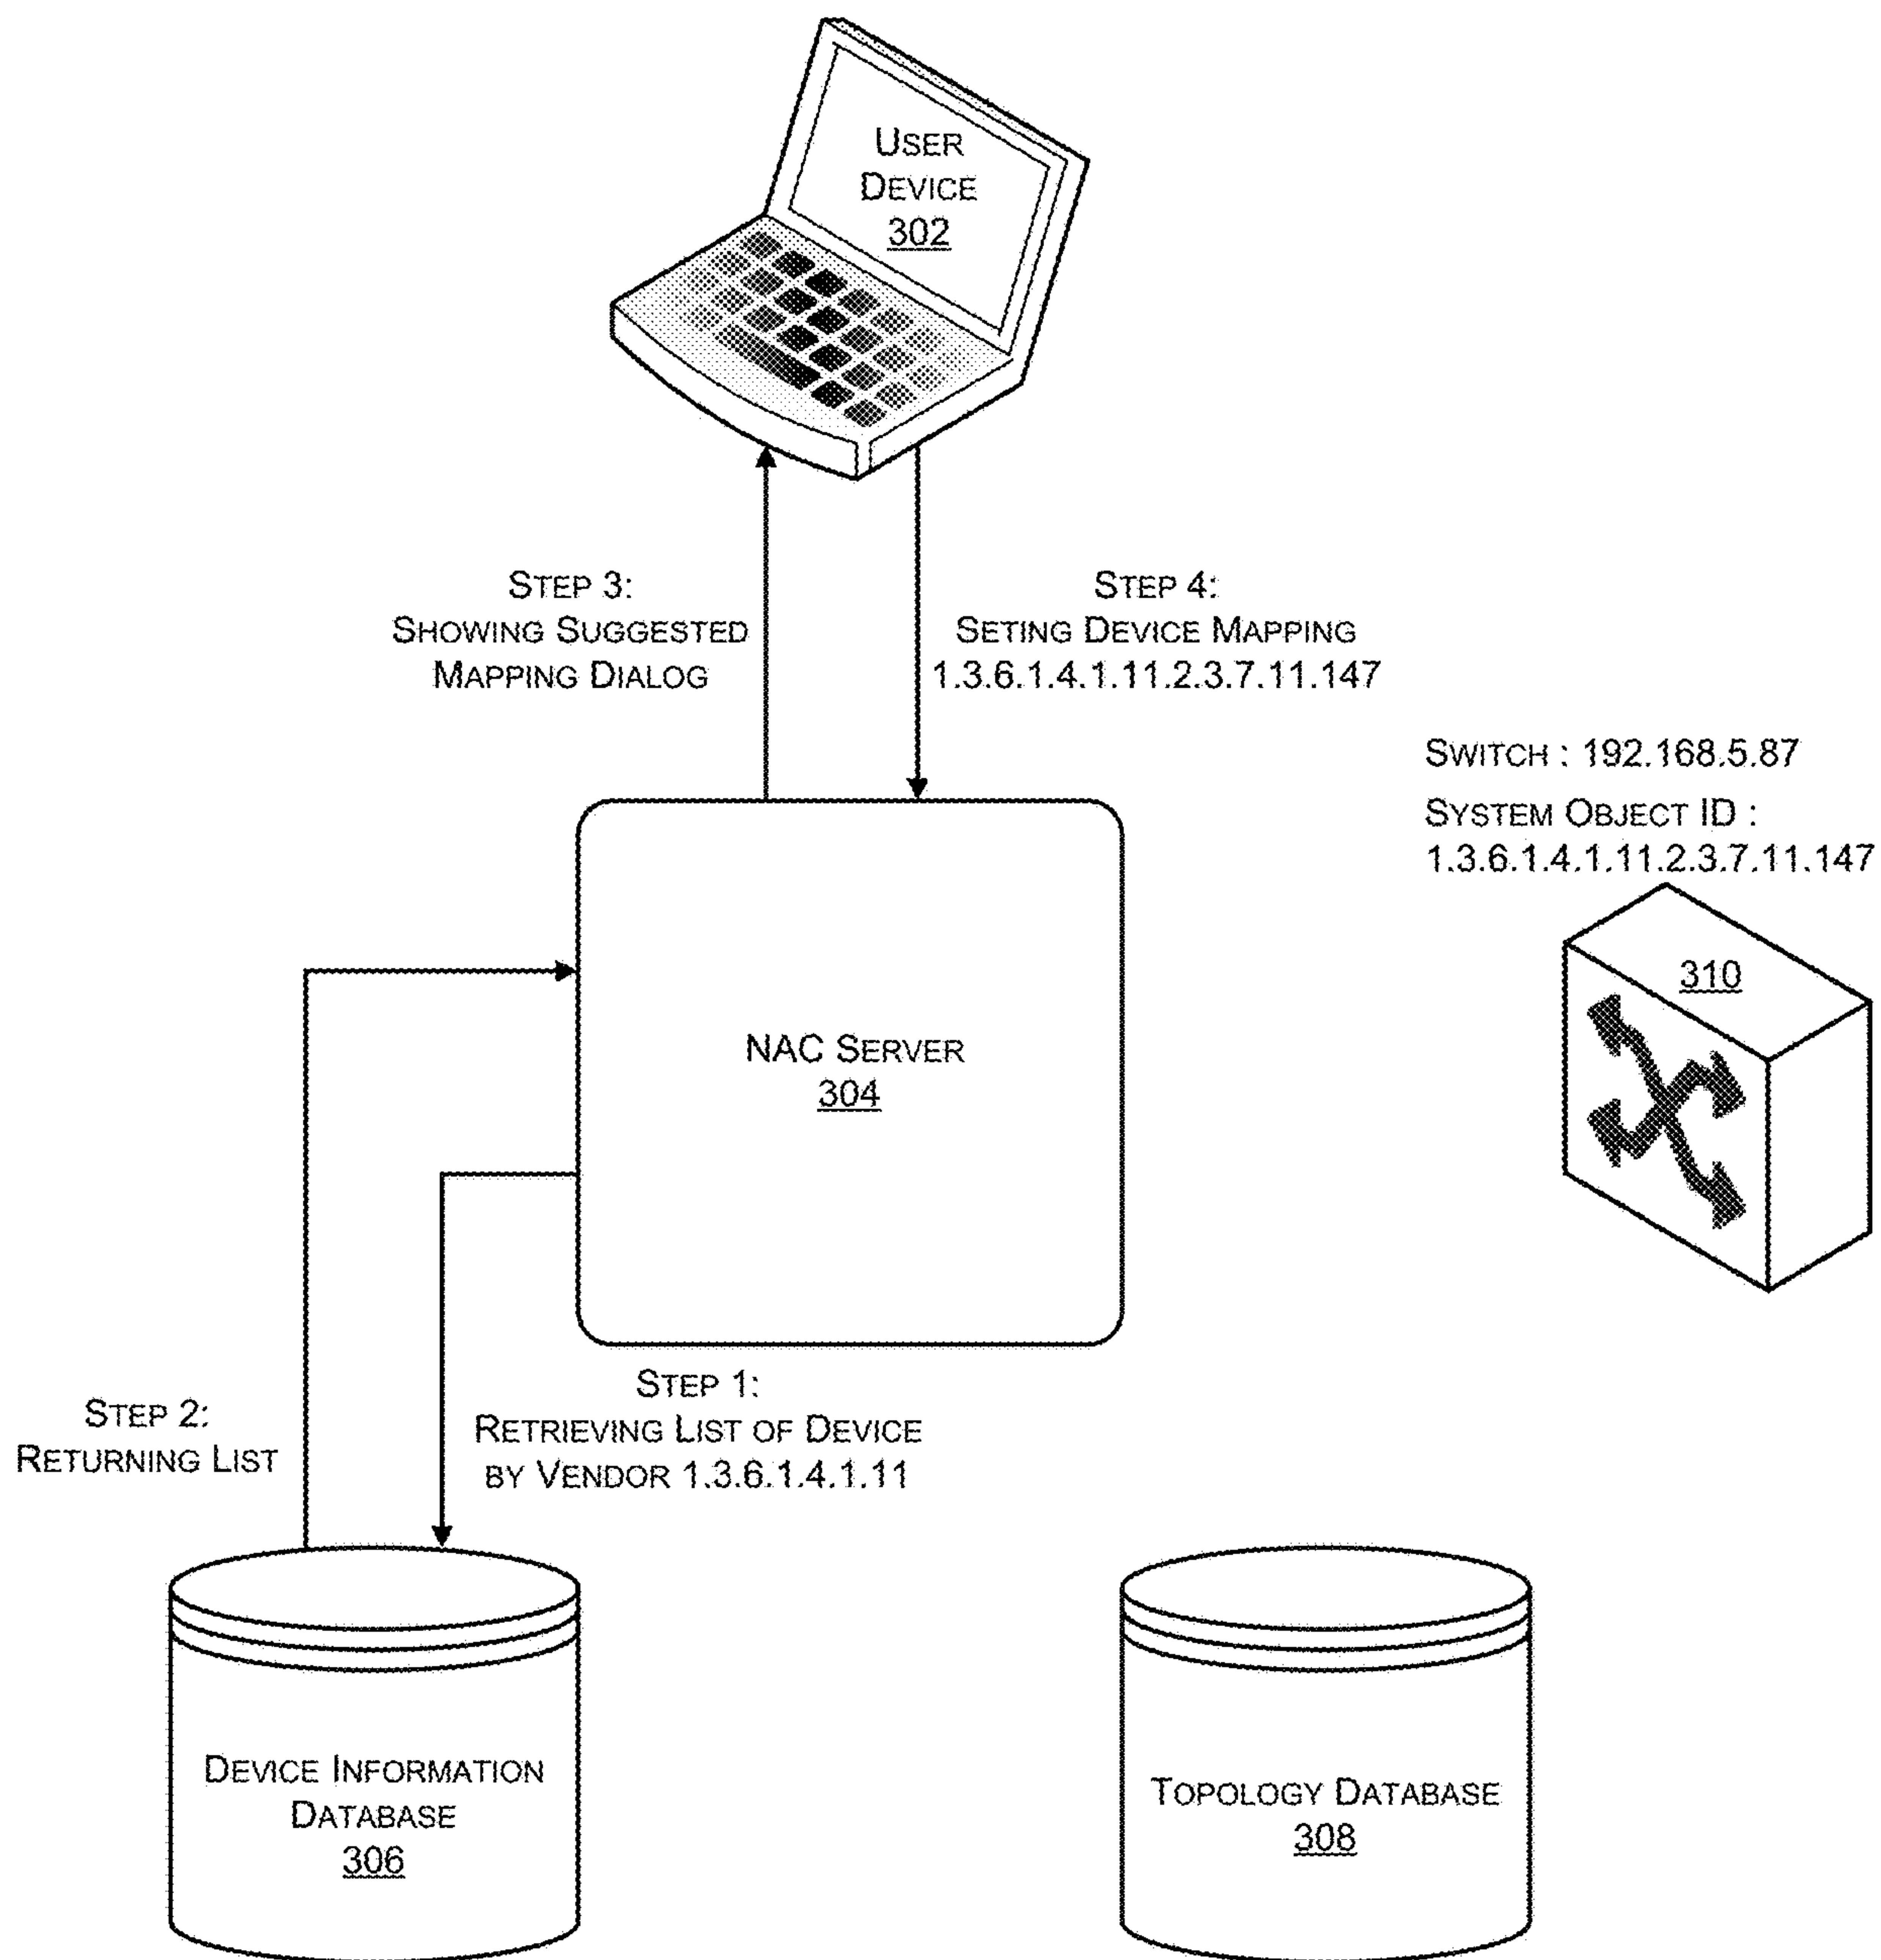 USER
DEVICE
302
STEP 3:
SHOWING SUGGESTED
MAPPING DIALOG
STEP 4:
SETING DEVICE MAPPING
1.3.6.1.4.1.11.2.3.7.11.147
SWITCH : 192.168.5.87
SYSTEM OBJECT ID :
1.3.6.1.4.1.11.2.3.7.11.147
310
NAC SERVER
304
STEP 2:
RETURNING LIST
STEP 1:
RETRIEVING LIST OF DEVICE
BY VENDOR 1.3.6.1.4.1.11
DEVICE INFORMATION
DATABASE
306
TOPOLOGY DATABASE
308